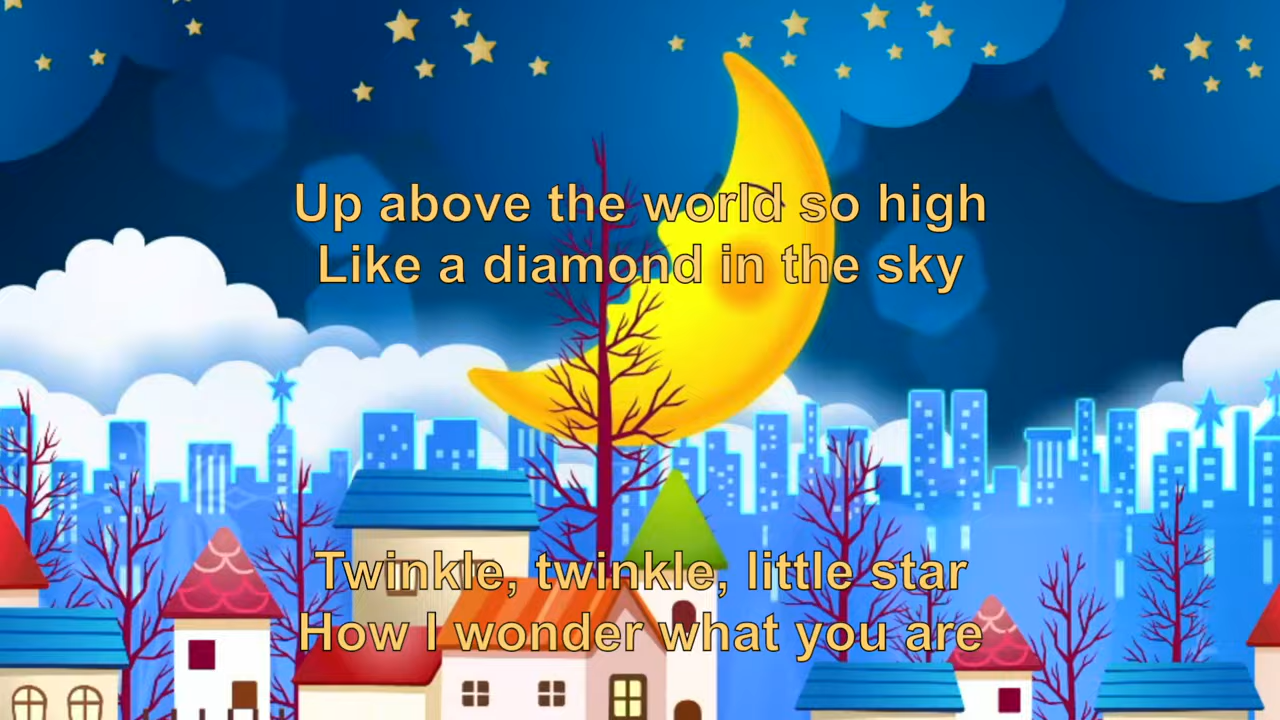 Up above the world so high
Like a diamond in the sky
Twinkle, twinkle, little star
How I wonder what you are